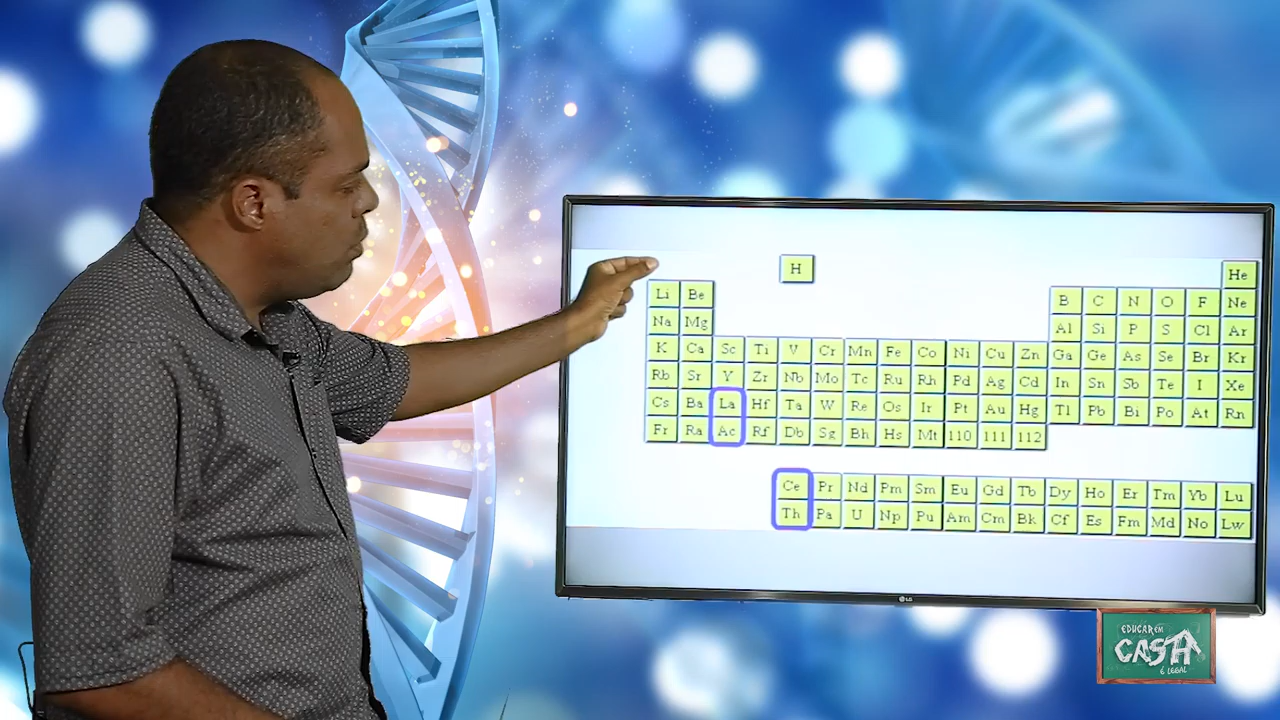 H He
Li Be B C N O F Ne
Na Mg Al Si P S Cl Ar
K Ca Sc Ti V Cr Mn Fe Co Ni Cu Zn Ga Ge As Se Br Kr
Rb Sr Y Zr Nb Mo Tc Ru Rh Pd Ag Cd In Sn Sb Te I Xe
Cs Ba La Hf Ta W Re Os Ir Pt Au Hg Tl Pb Bi Po At Rn
Fr Ra Ac Rf Db Sg Bh Hs Mt 110 111 112
Ce Pr Nd Pm Sm Eu Gd Tb Dy Ho Er Tm Yb Lu
Th Pa U Np Pu Am Cm Bk Cf Es Fm Md No Lw
LG
EDUCAR EM
CASA
É LEGAL